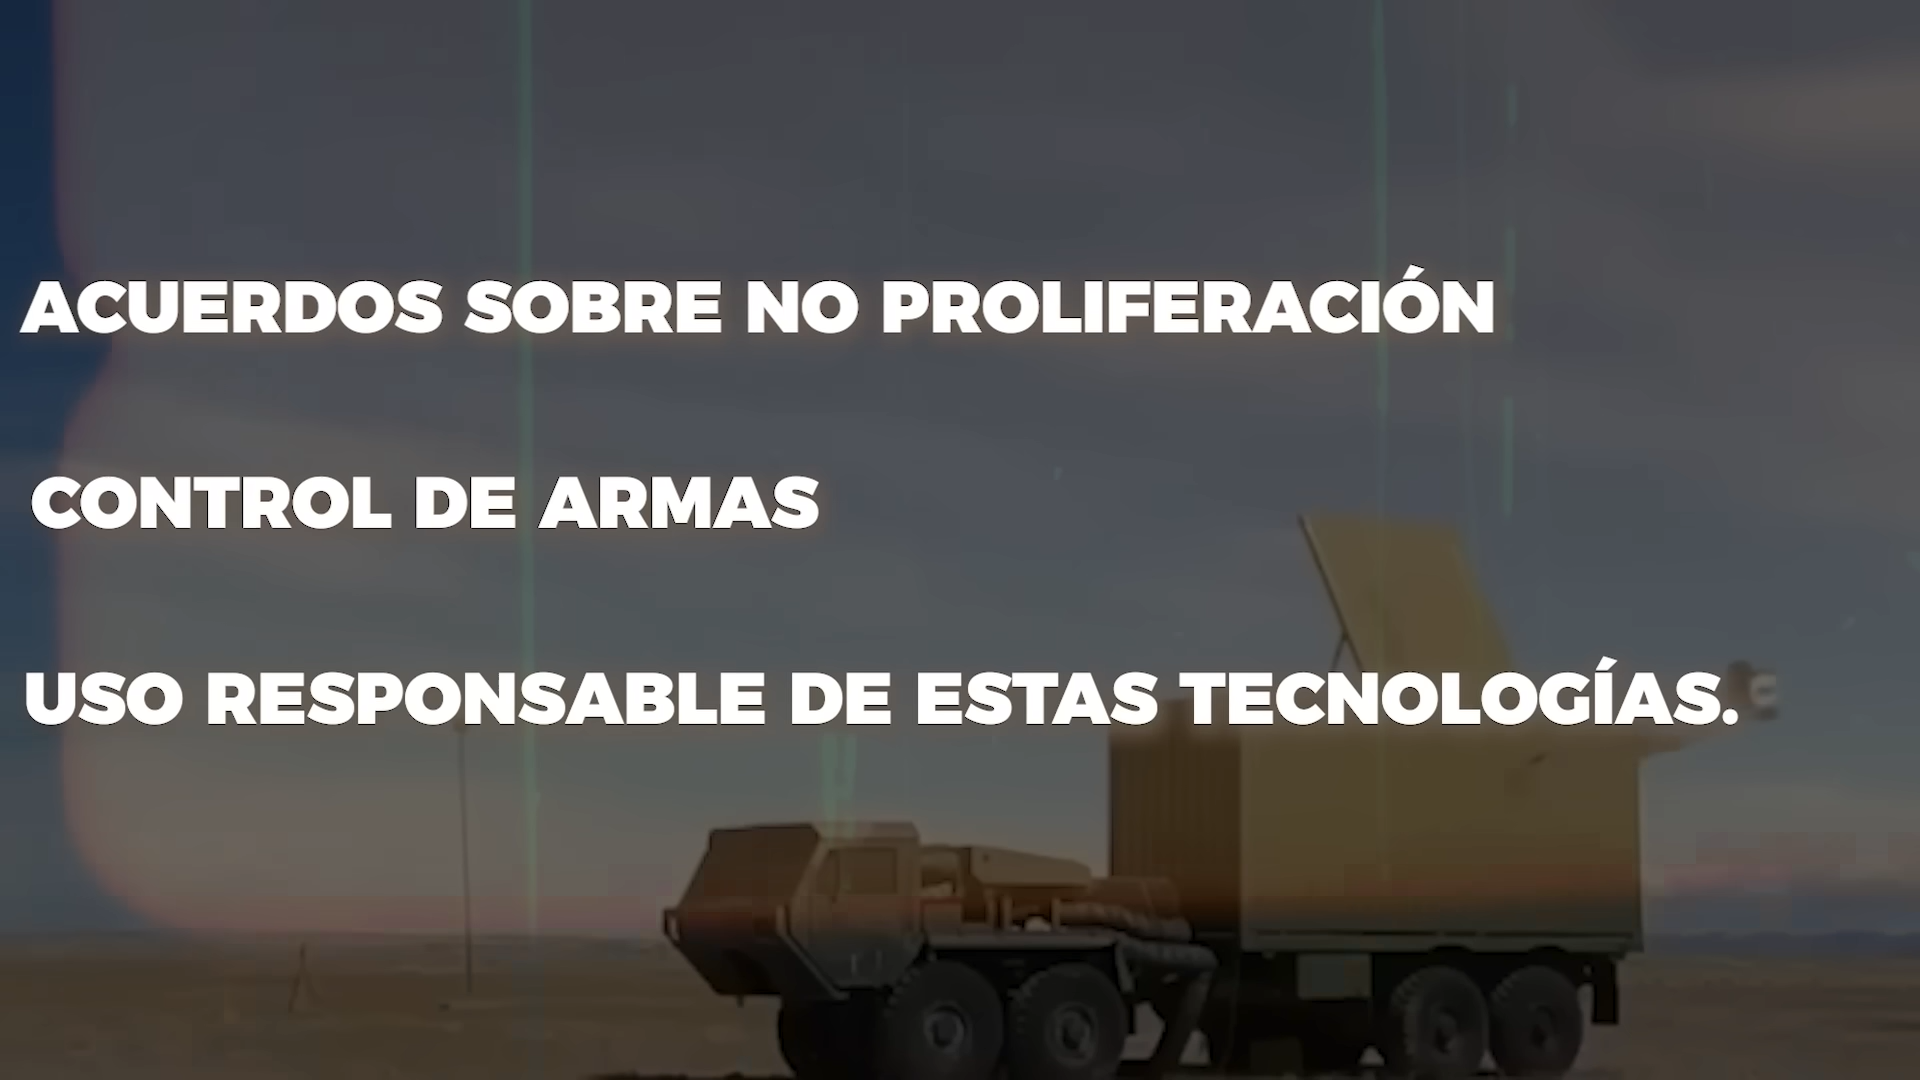 ACUERDOS SOBRE NO PROLIFERACIÓN
CONTROL DE ARMAS
USO RESPONSABLE DE ESTAS TECNOLOGÍAS.